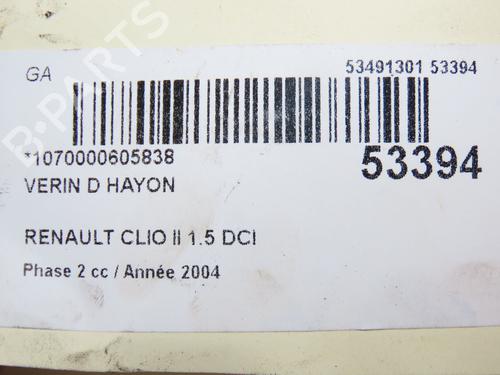 GA
53491301 53394
*1070000605838
53394
VERIN D HAYON
RENAULT CLIO II 1.5 DCI
Phase 2 cc / Année 2004
B-PARTS